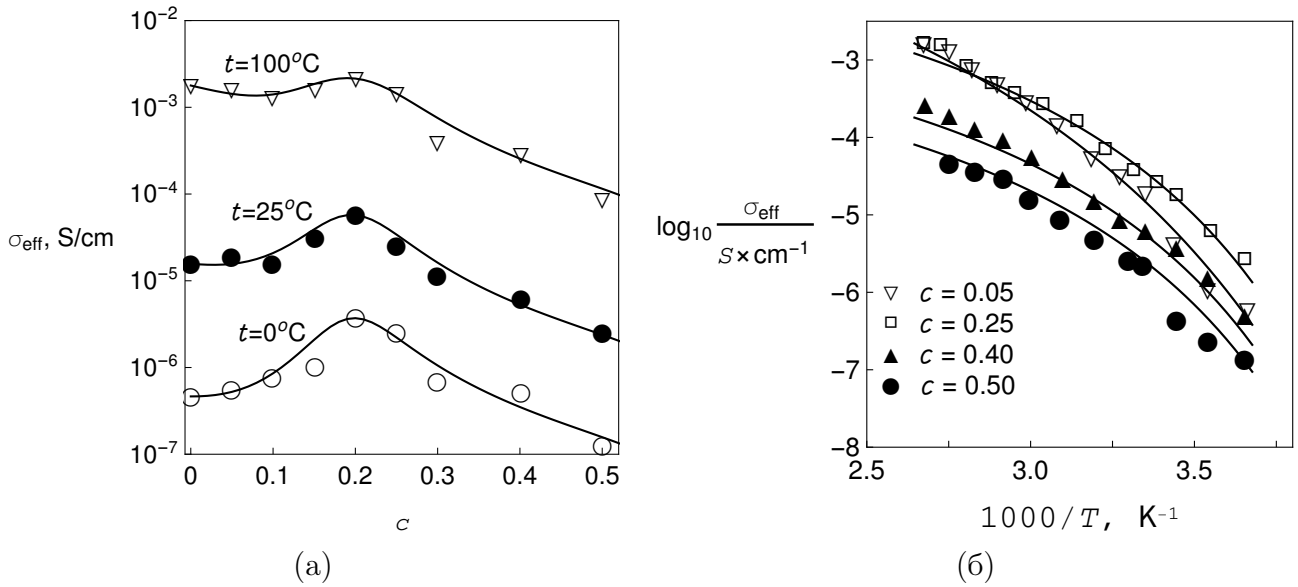 10⁻²
10⁻³
10⁻⁴
10⁻⁵
10⁻⁶
10⁻⁷
σeff, S/cm
t=100°C
t=25°C
t=0°C
0 0.1 0.2 0.3 0.4 0.5
c
(а)
-3
-4
-5
-6
-7
-8
log₁₀ σeff / S×cm⁻¹
c = 0.05
c = 0.25
c = 0.40
c = 0.50
2.5 3.0 3.5
1000/T, K⁻¹
(б)